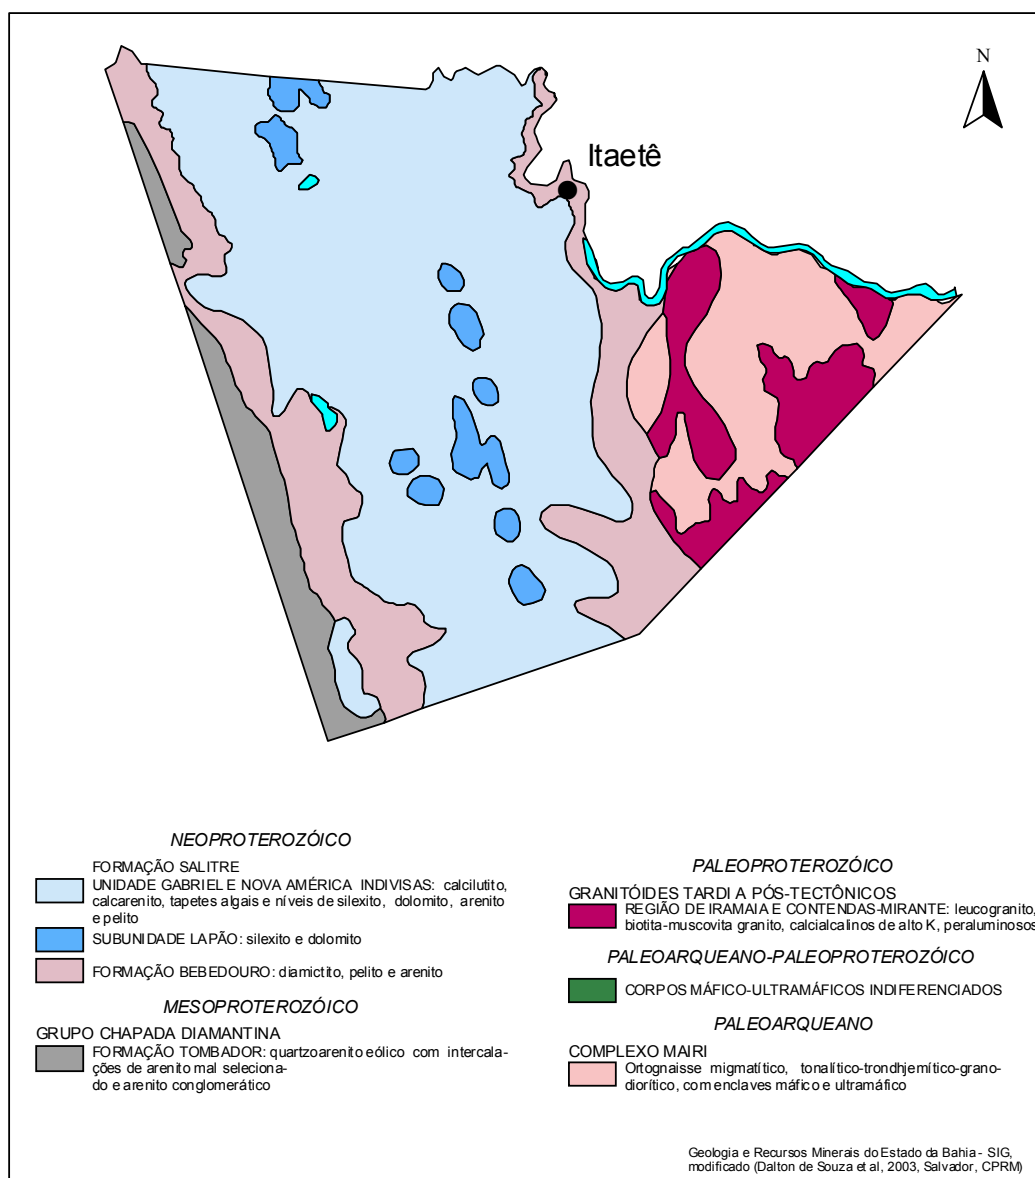 N
Itaetê
NEOPROTEROZÓICO
FORMAÇÃO SALITRE
UNIDADE GABRIEL E NOVA AMÉRICA INDIVISAS: calcilutito,
calcarenito, tapetes algais e níveis de silexito, dolomito, arenito
e pelito
SUBUNIDADE LAPÃO: silexito e dolomito
FORMAÇÃO BEBEDOURO: diamictito, pelito e arenito
MESOPROTEROZÓICO
GRUPO CHAPADA DIAMANTINA
FORMAÇÃO TOMBADOR: quartzoarenito eólico com intercala-
ções de arenito mal seleciona-
do e arenito conglomerático
PALEOPROTEROZÓICO
GRANITÓIDES TARDI A PÓS-TECTÔNICOS
REGIÃO DE IRAMAIA E CONTENDAS-MIRANTE: leucogranito,
biotita-muscovita granito, calcialcalinos de alto K, peraluminosos
PALEOARQUEANO-PALEOPROTEROZÓICO
CORPOS MÁFICO-ULTRAMÁFICOS INDIFERENCIADOS
PALEOARQUEANO
COMPLEXO MAIRI
Ortognaisse migmatítico, tonalítico-trondhjemítico-grano-
diorítico, com enclaves máfico e ultramáfico
Geologia e Recursos Minerais do Estado da Bahia - SIG,
modificado (Dalton de Souza et al, 2003, Salvador, CPRM)